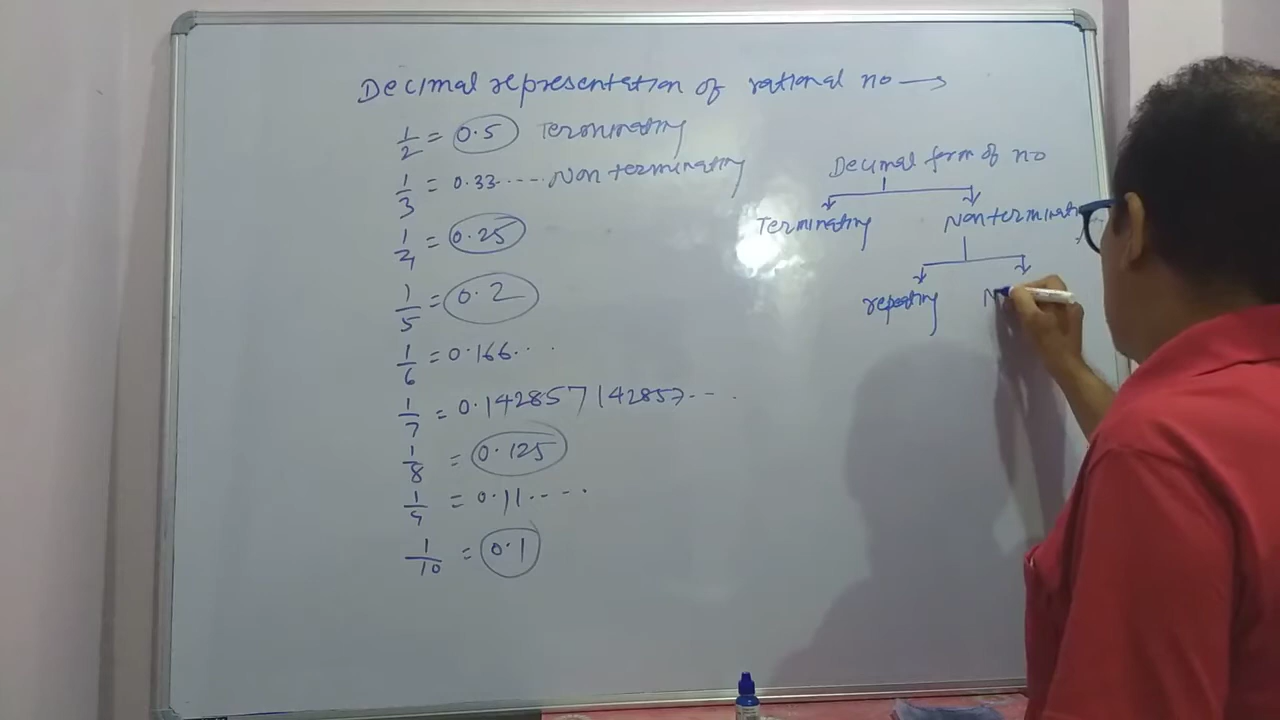 Decimal representation of rational no →
1/2 = 0.5 Terminating
1/3 = 0.33..... Non terminating
1/4 = 0.25
1/5 = 0.2
1/6 = 0.166...
1/7 = 0.142857142857...
1/8 = 0.125
1/9 = 0.11.....
1/10 = 0.1
Decimal form of no
Terminating Nonterminatin
repeating N